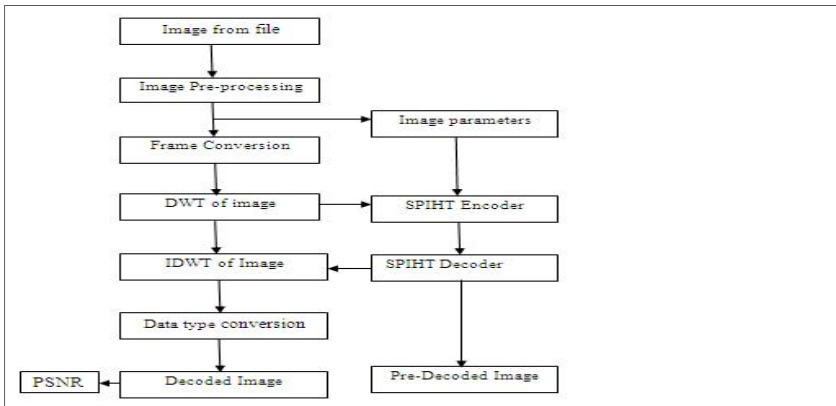 Image from file
Image Pre-processing
Image parameters
Frame Conversion
DWT of image
SPIHT Encoder
IDWT of Image
SPIHT Decoder
Data type conversion
PSNR
Decoded Image
Pre-Decoded Image